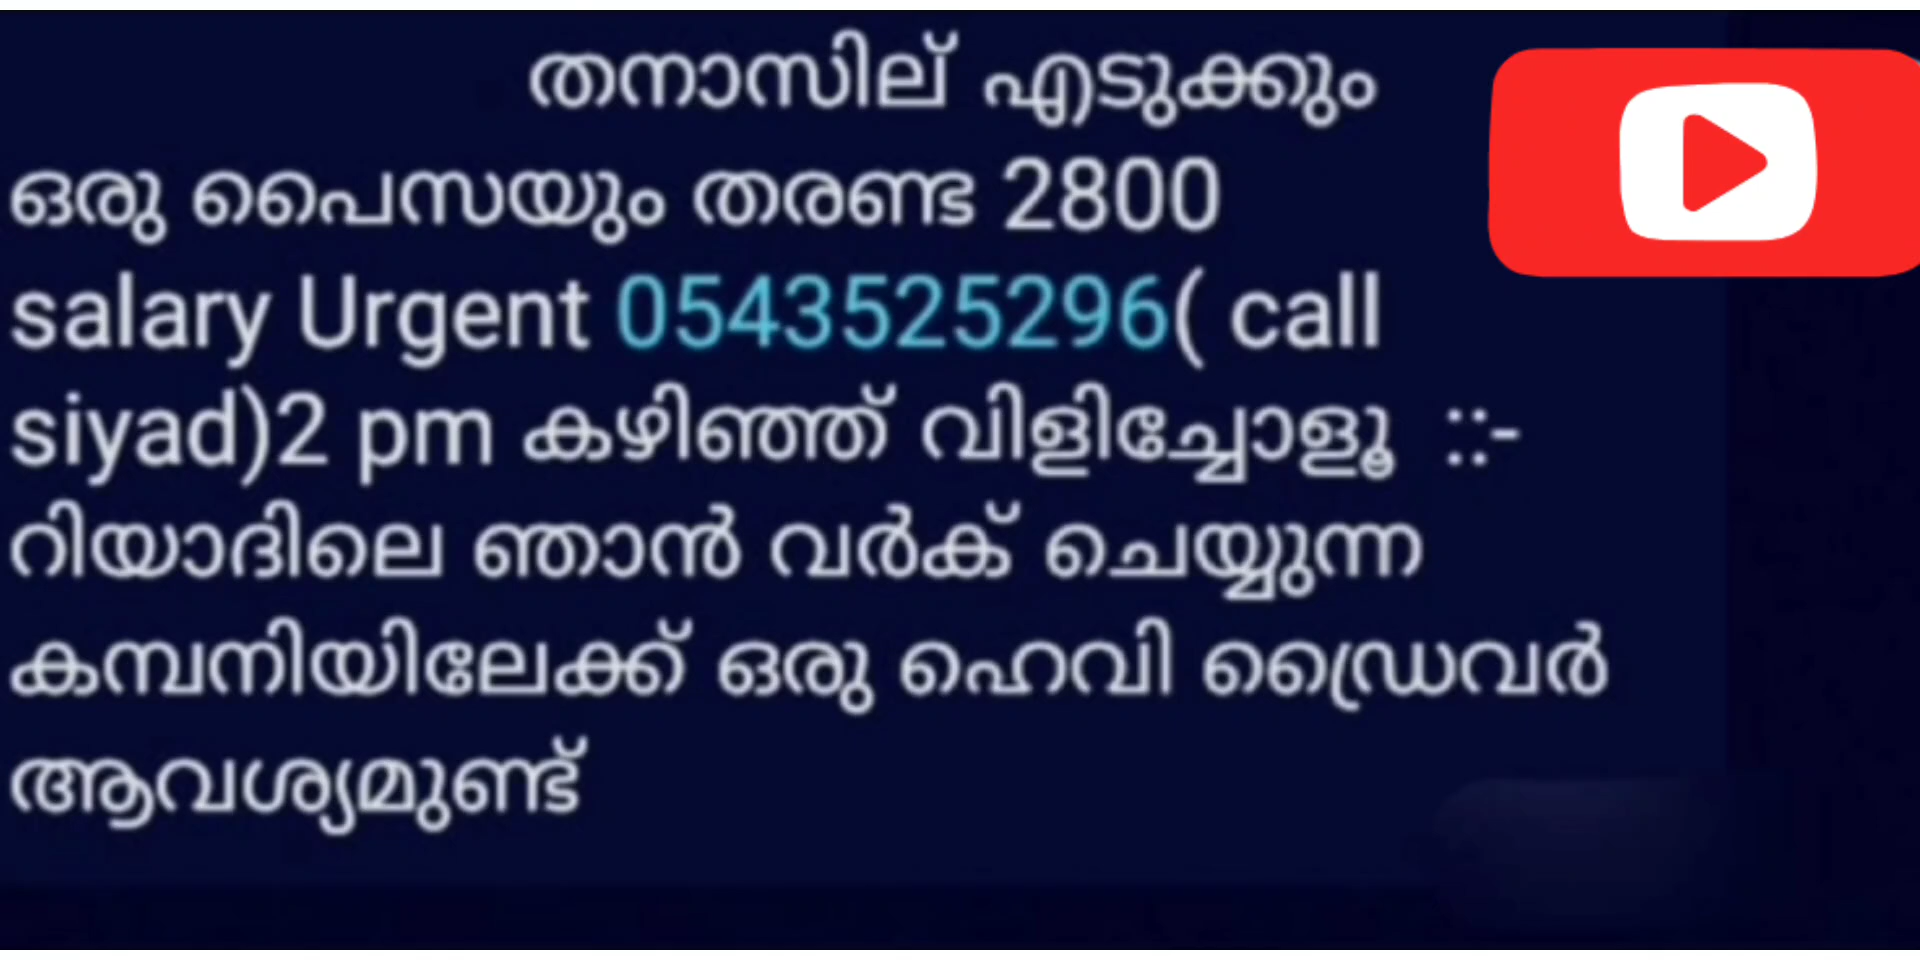 തനാസില് എടുക്കും
ഒരു പൈസയും തരണ്ട 2800
salary Urgent 0543525296( call
siyad)2 pm കഴിഞ്ഞ് വിളിച്ചോളൂ ::-
റിയാദിലെ ഞാൻ വർക് ചെയ്യുന്ന
കമ്പനിയിലേക്ക് ഒരു ഹെവി ഡ്രൈവർ
ആവശ്യമുണ്ട്